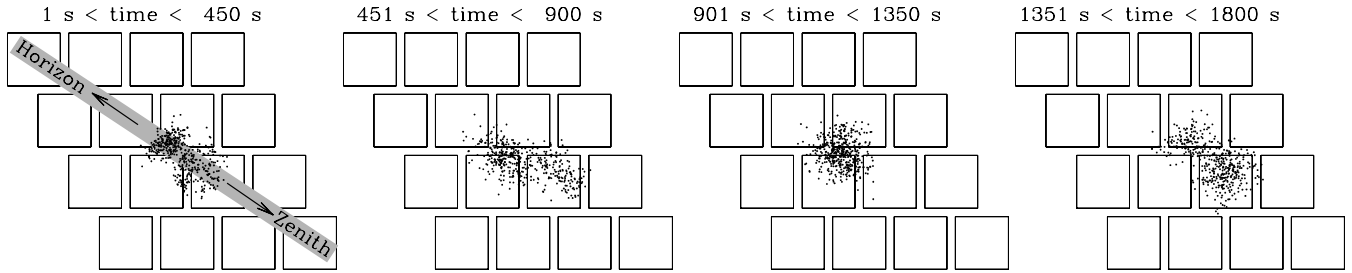 1 s < time < 450 s
451 s < time < 900 s
901 s < time < 1350 s
1351 s < time < 1800 s
Horizon
Zenith